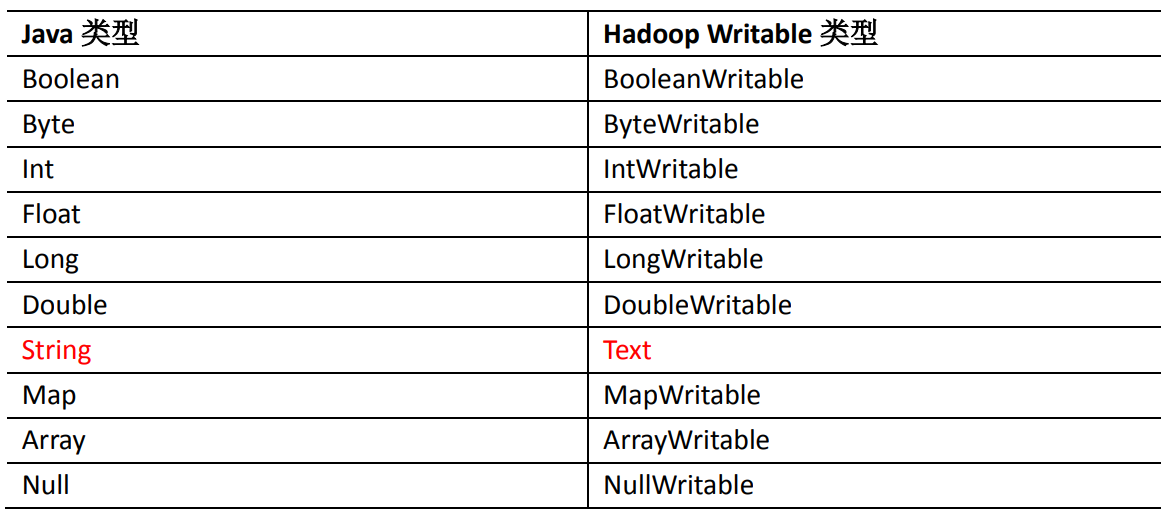 Java 类型 Hadoop Writable 类型
Boolean BooleanWritable
Byte ByteWritable
Int IntWritable
Float FloatWritable
Long LongWritable
Double DoubleWritable
String Text
Map MapWritable
Array ArrayWritable
Null NullWritable